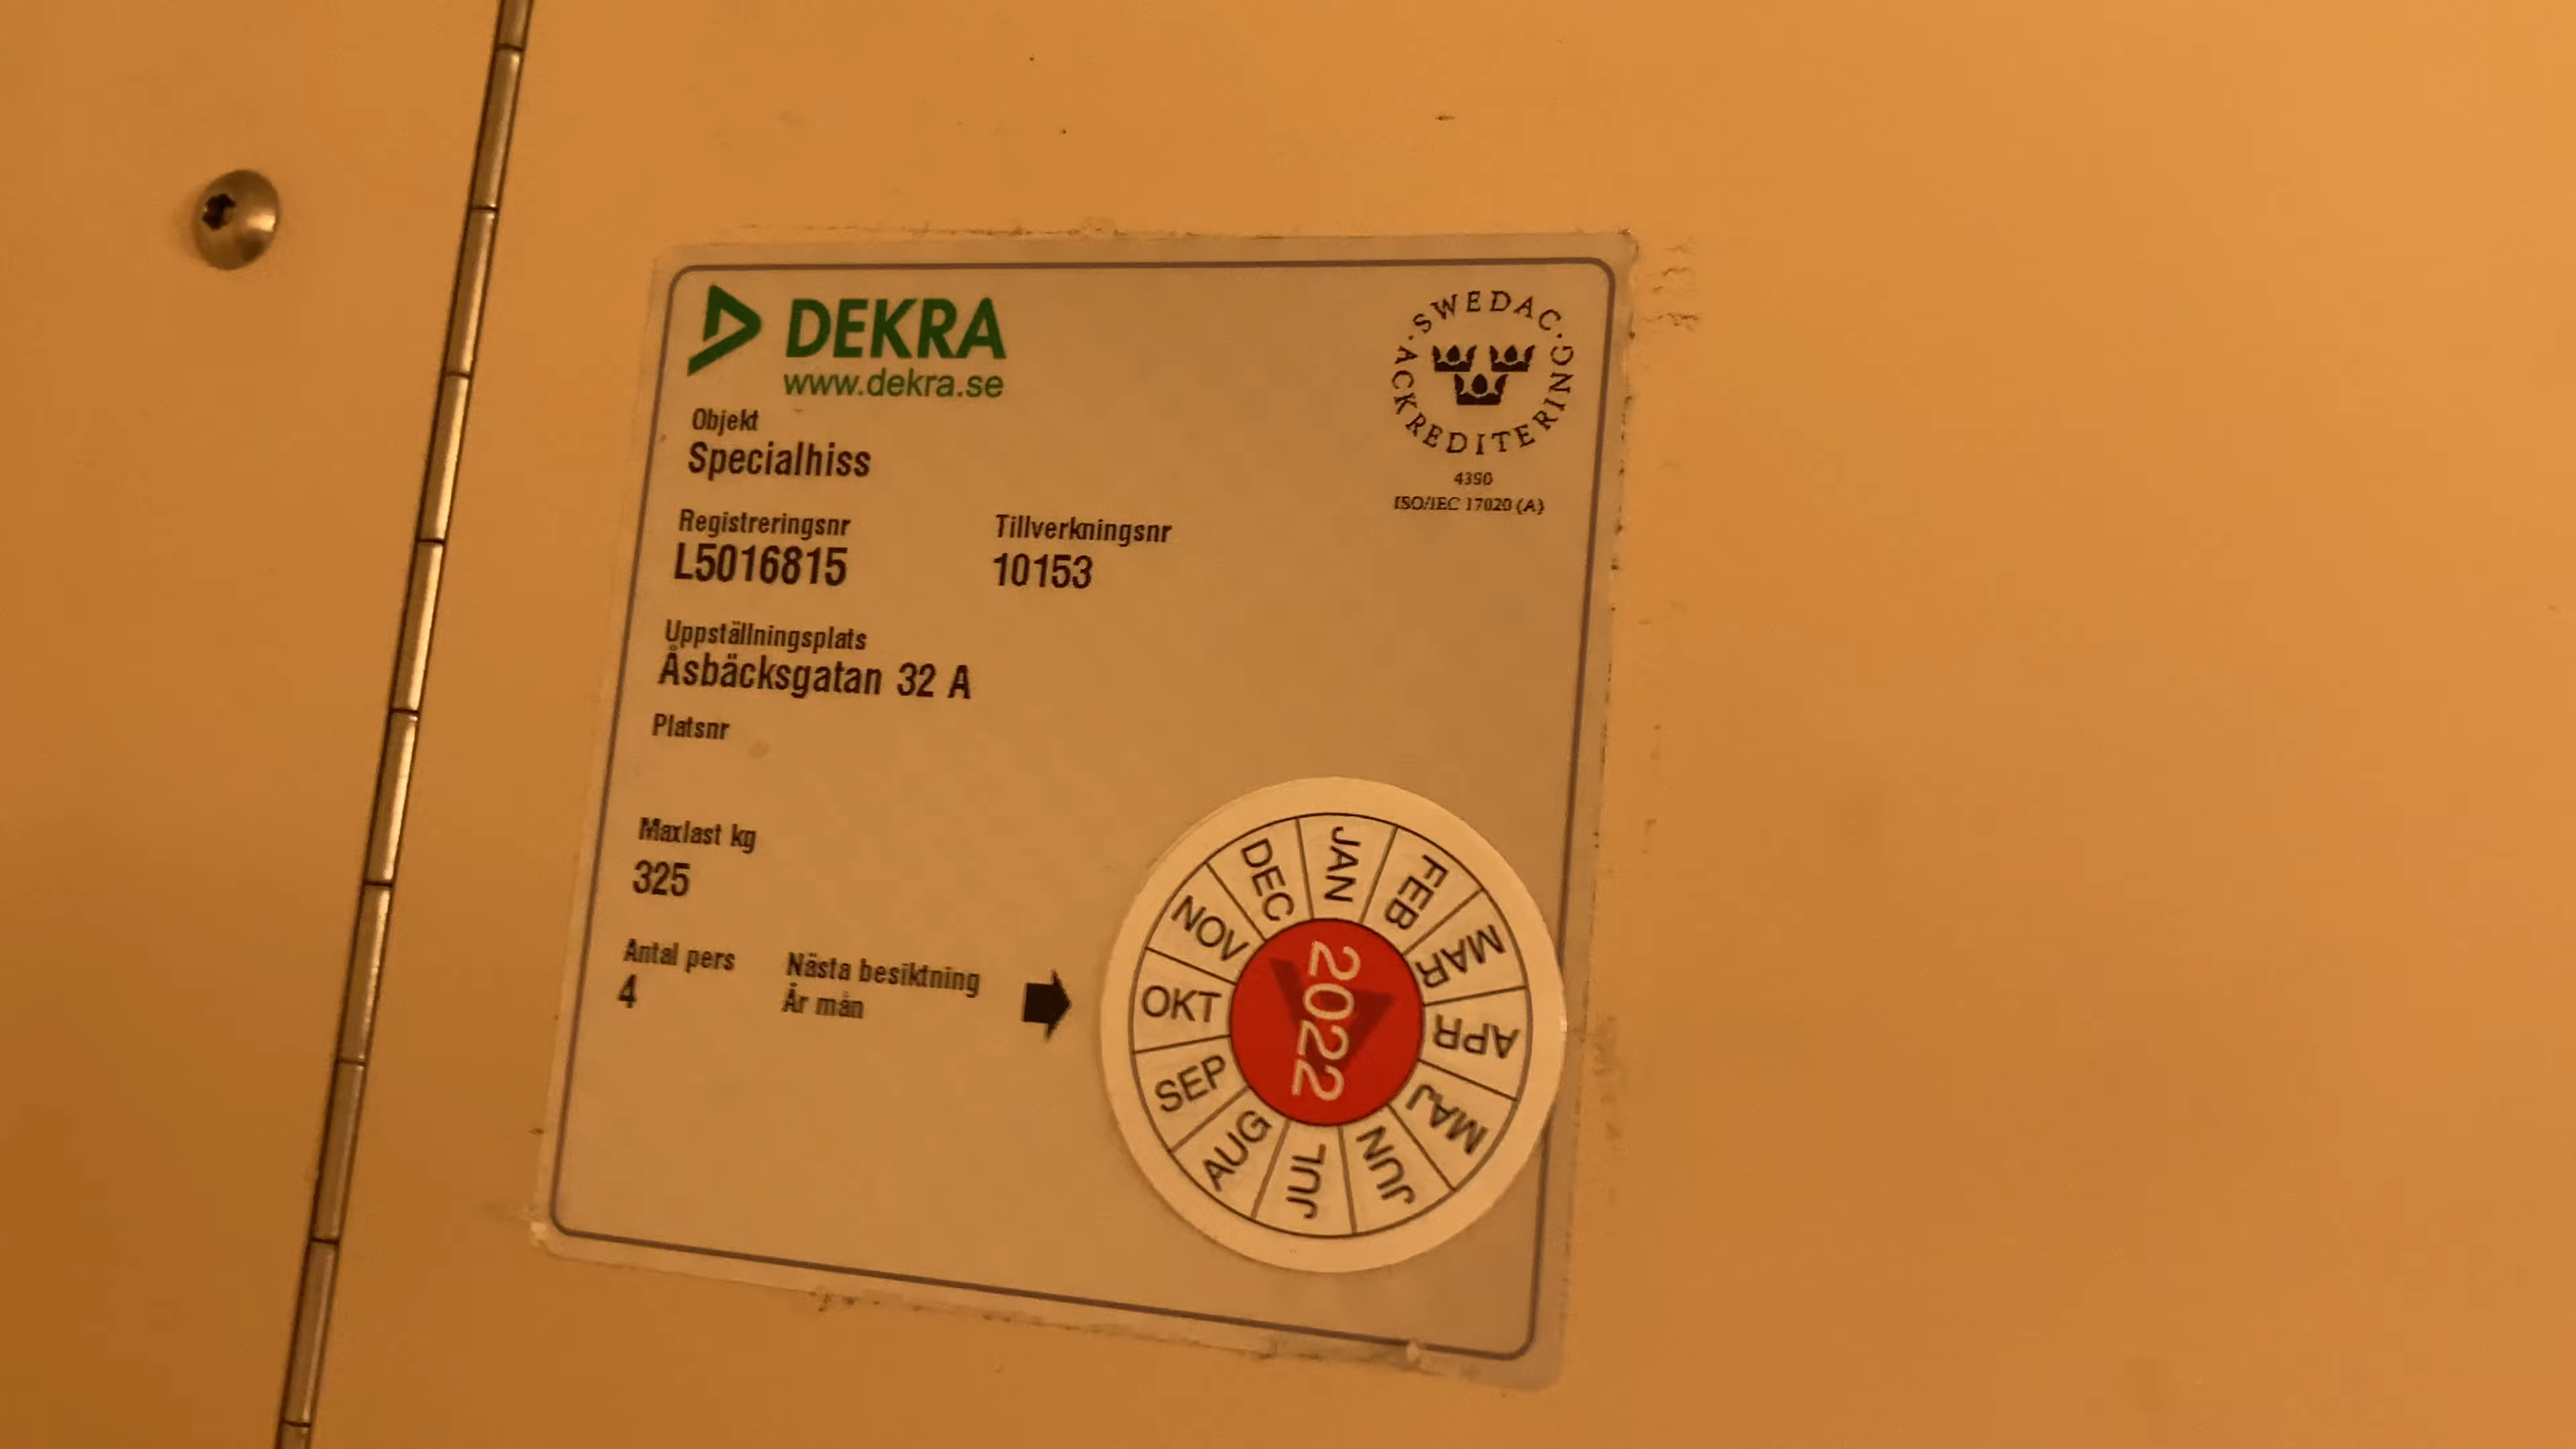 DEKRA
www.dekra.se
SWEDAC
ACKREDITERING
4390
ISO/IEC 17020 (A)
Objekt
Specialhiss
Registreringsnr Tillverkningsnr
L5016815 10153
Uppställningsplats
Åsbäcksgatan 32 A
Platsnr
Maxlast kg
325
Antal pers Nästa besiktning
4 År mån
JAN
FEB
MAR
APR
MAJ
JUN
JUL
AUG
SEP
OKT
NOV
DEC
2022